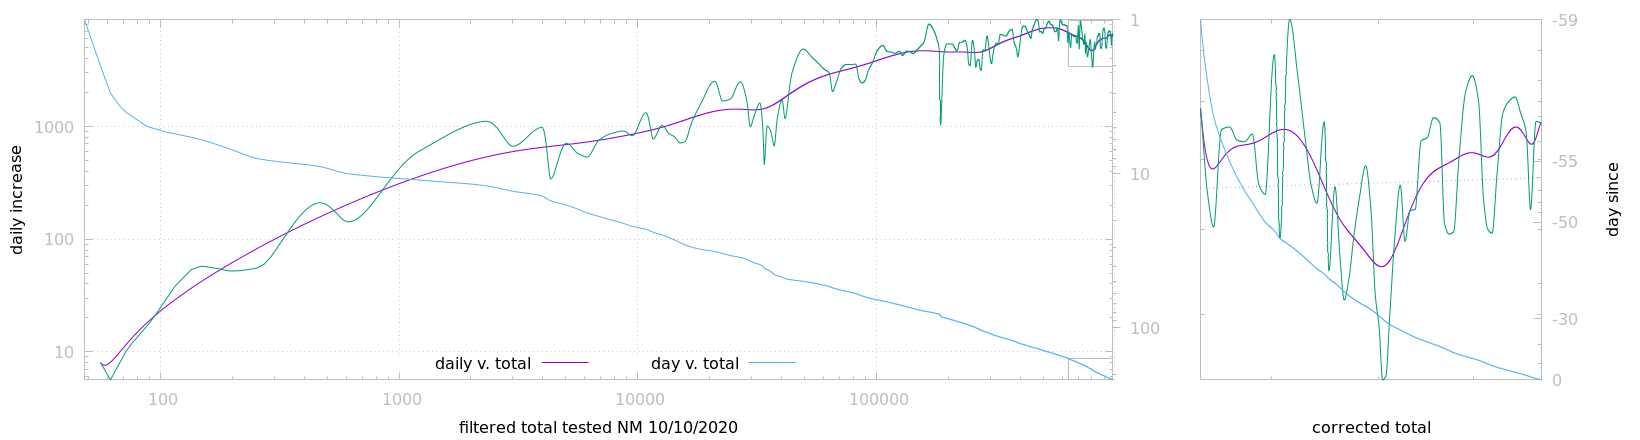 daily increase
1000
100
10
daily v. total
day v. total
100
1000
10000
100000
filtered total tested NM 10/10/2020
1
10
100
-59
-55
-50
-30
0
day since
corrected total